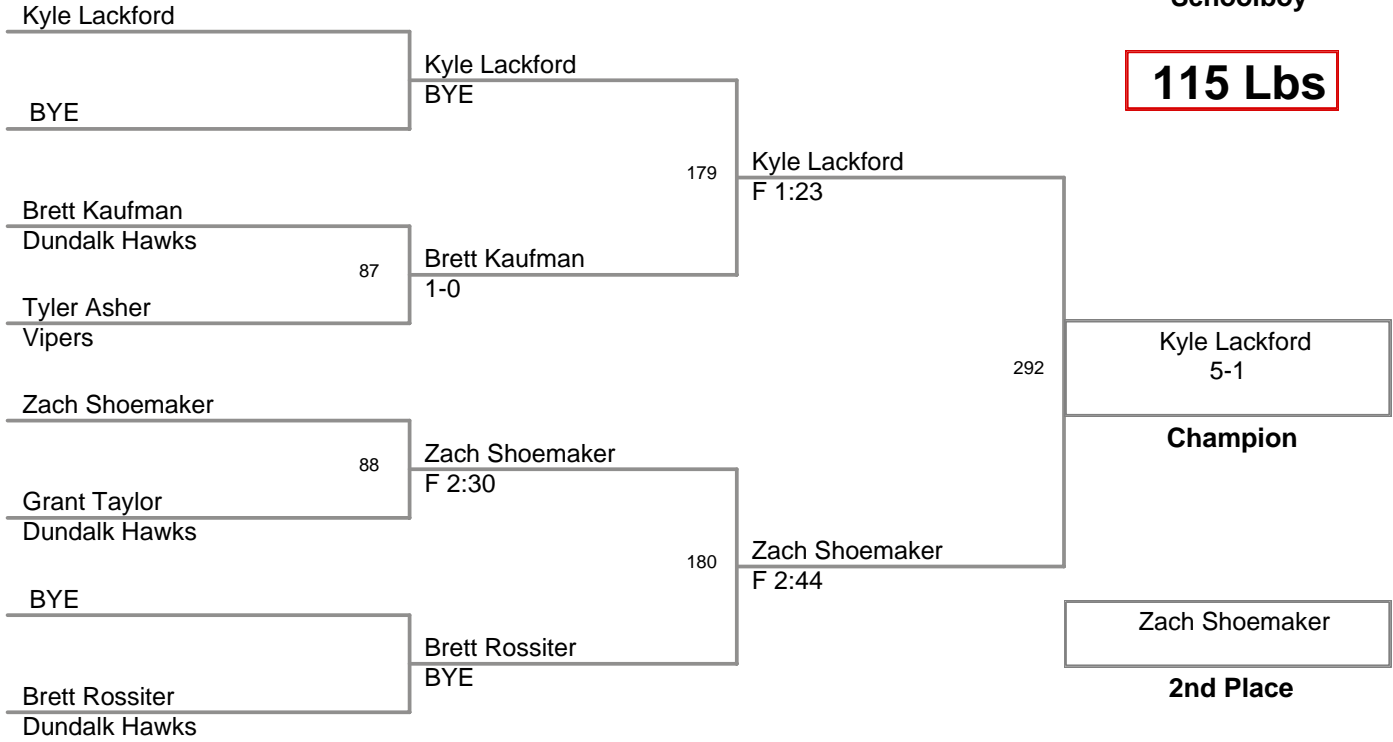 Schoolboy
115 Lbs
Kyle Lackford
BYE
Brett Kaufman
Dundalk Hawks
87
Tyler Asher
Vipers
Zach Shoemaker
88
Grant Taylor
Dundalk Hawks
BYE
Brett Rossiter
Dundalk Hawks
Kyle Lackford
BYE
179
Brett Kaufman
1-0
Zach Shoemaker
F 2:30
180
Brett Rossiter
BYE
Kyle Lackford
F 1:23
292
Zach Shoemaker
F 2:44
Kyle Lackford
5-1
Champion
Zach Shoemaker
2nd Place